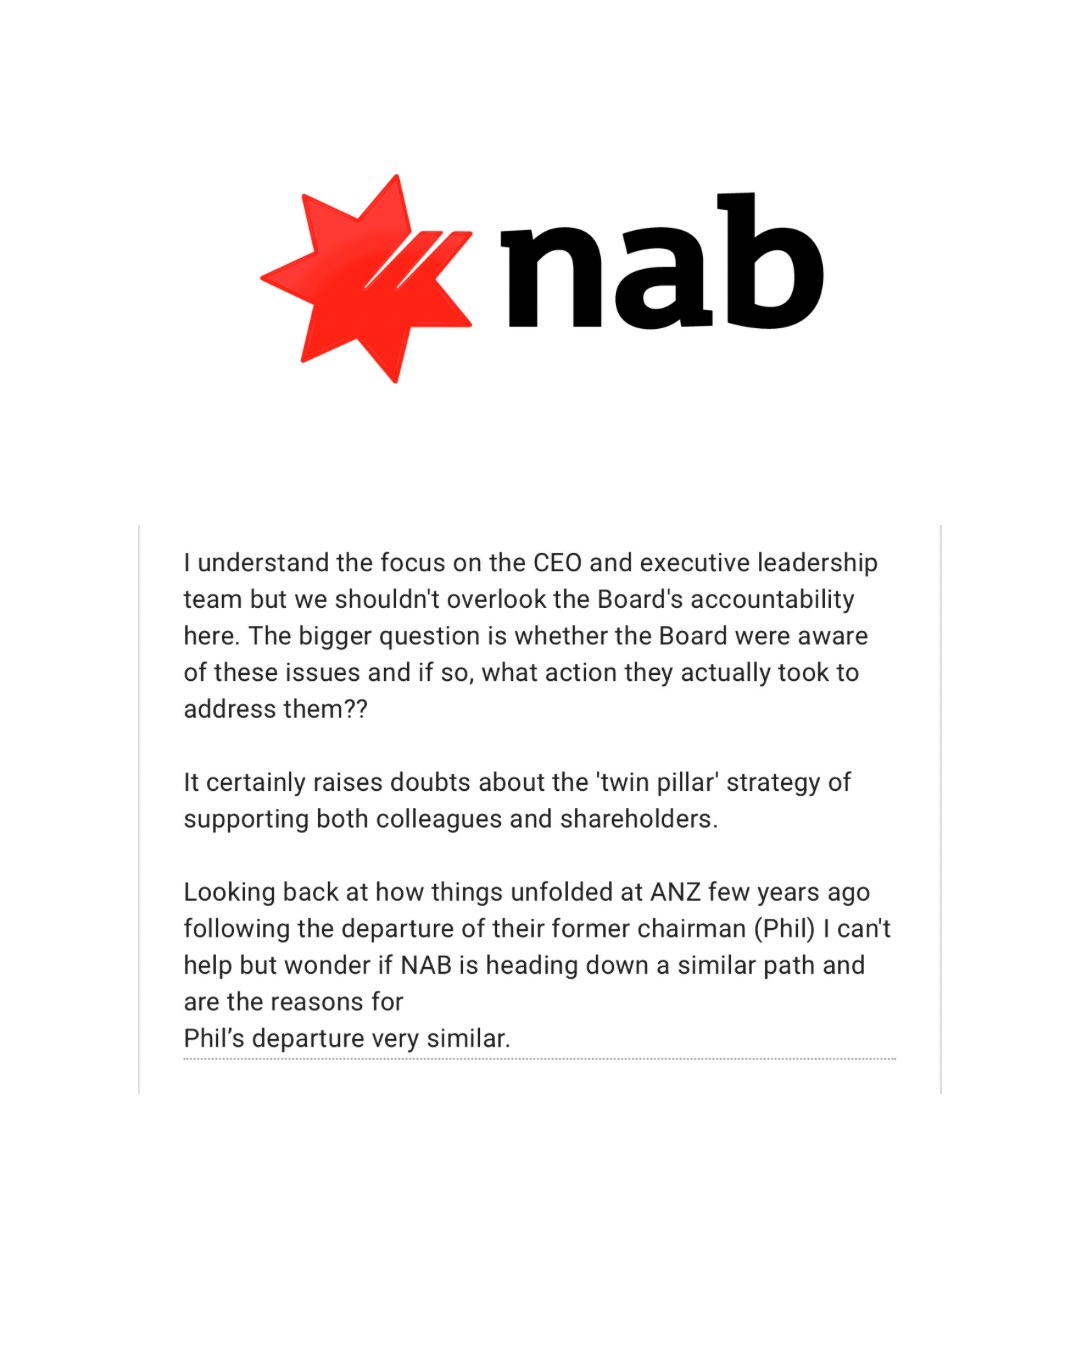 nab
I understand the focus on the CEO and executive leadership
team but we shouldn't overlook the Board's accountability
here. The bigger question is whether the Board were aware
of these issues and if so, what action they actually took to
address them??
It certainly raises doubts about the 'twin pillar' strategy of
supporting both colleagues and shareholders.
Looking back at how things unfolded at ANZ few years ago
following the departure of their former chairman (Phil) I can't
help but wonder if NAB is heading down a similar path and
are the reasons for
Phil’s departure very similar.